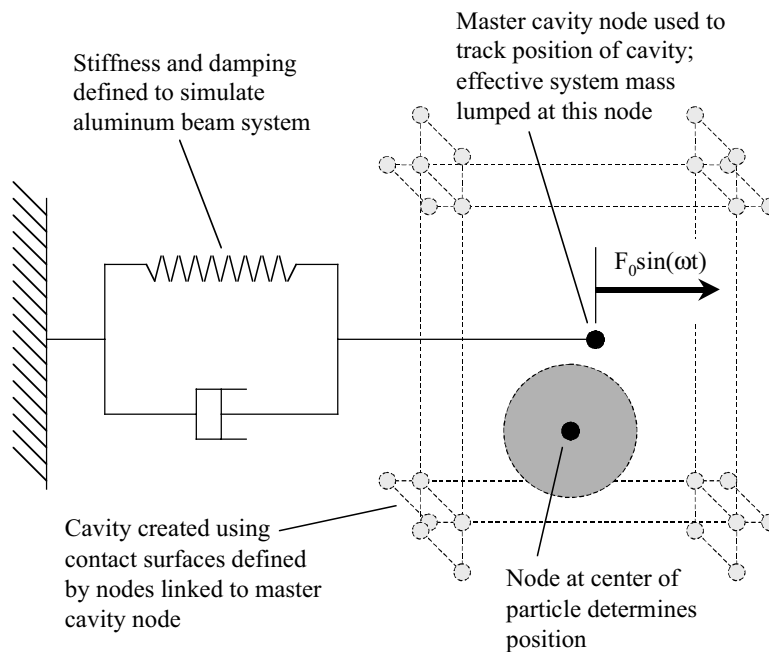 Master cavity node used to
track position of cavity;
effective system mass
lumped at this node
Stiffness and damping
defined to simulate
aluminum beam system
F₀sin(ωt)
Cavity created using
contact surfaces defined
by nodes linked to master
cavity node
Node at center of
particle determines
position